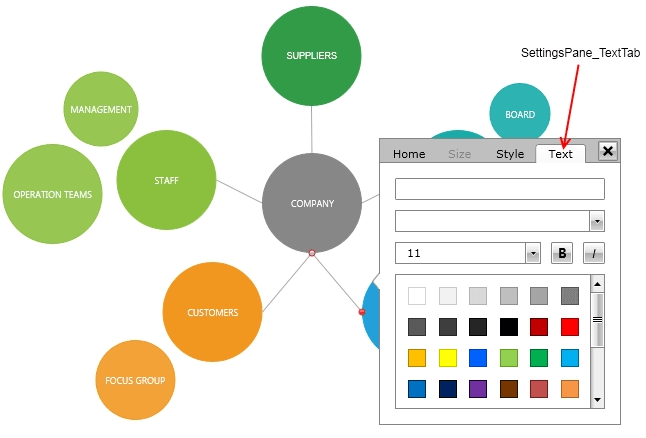 SUPPLIERS
SettingsPane_TextTab
MANAGEMENT
BOARD
Home Size Style Text
OPERATION TEAMS
STAFF
COMPANY
11 B I
CUSTOMERS
FOCUS GROUP